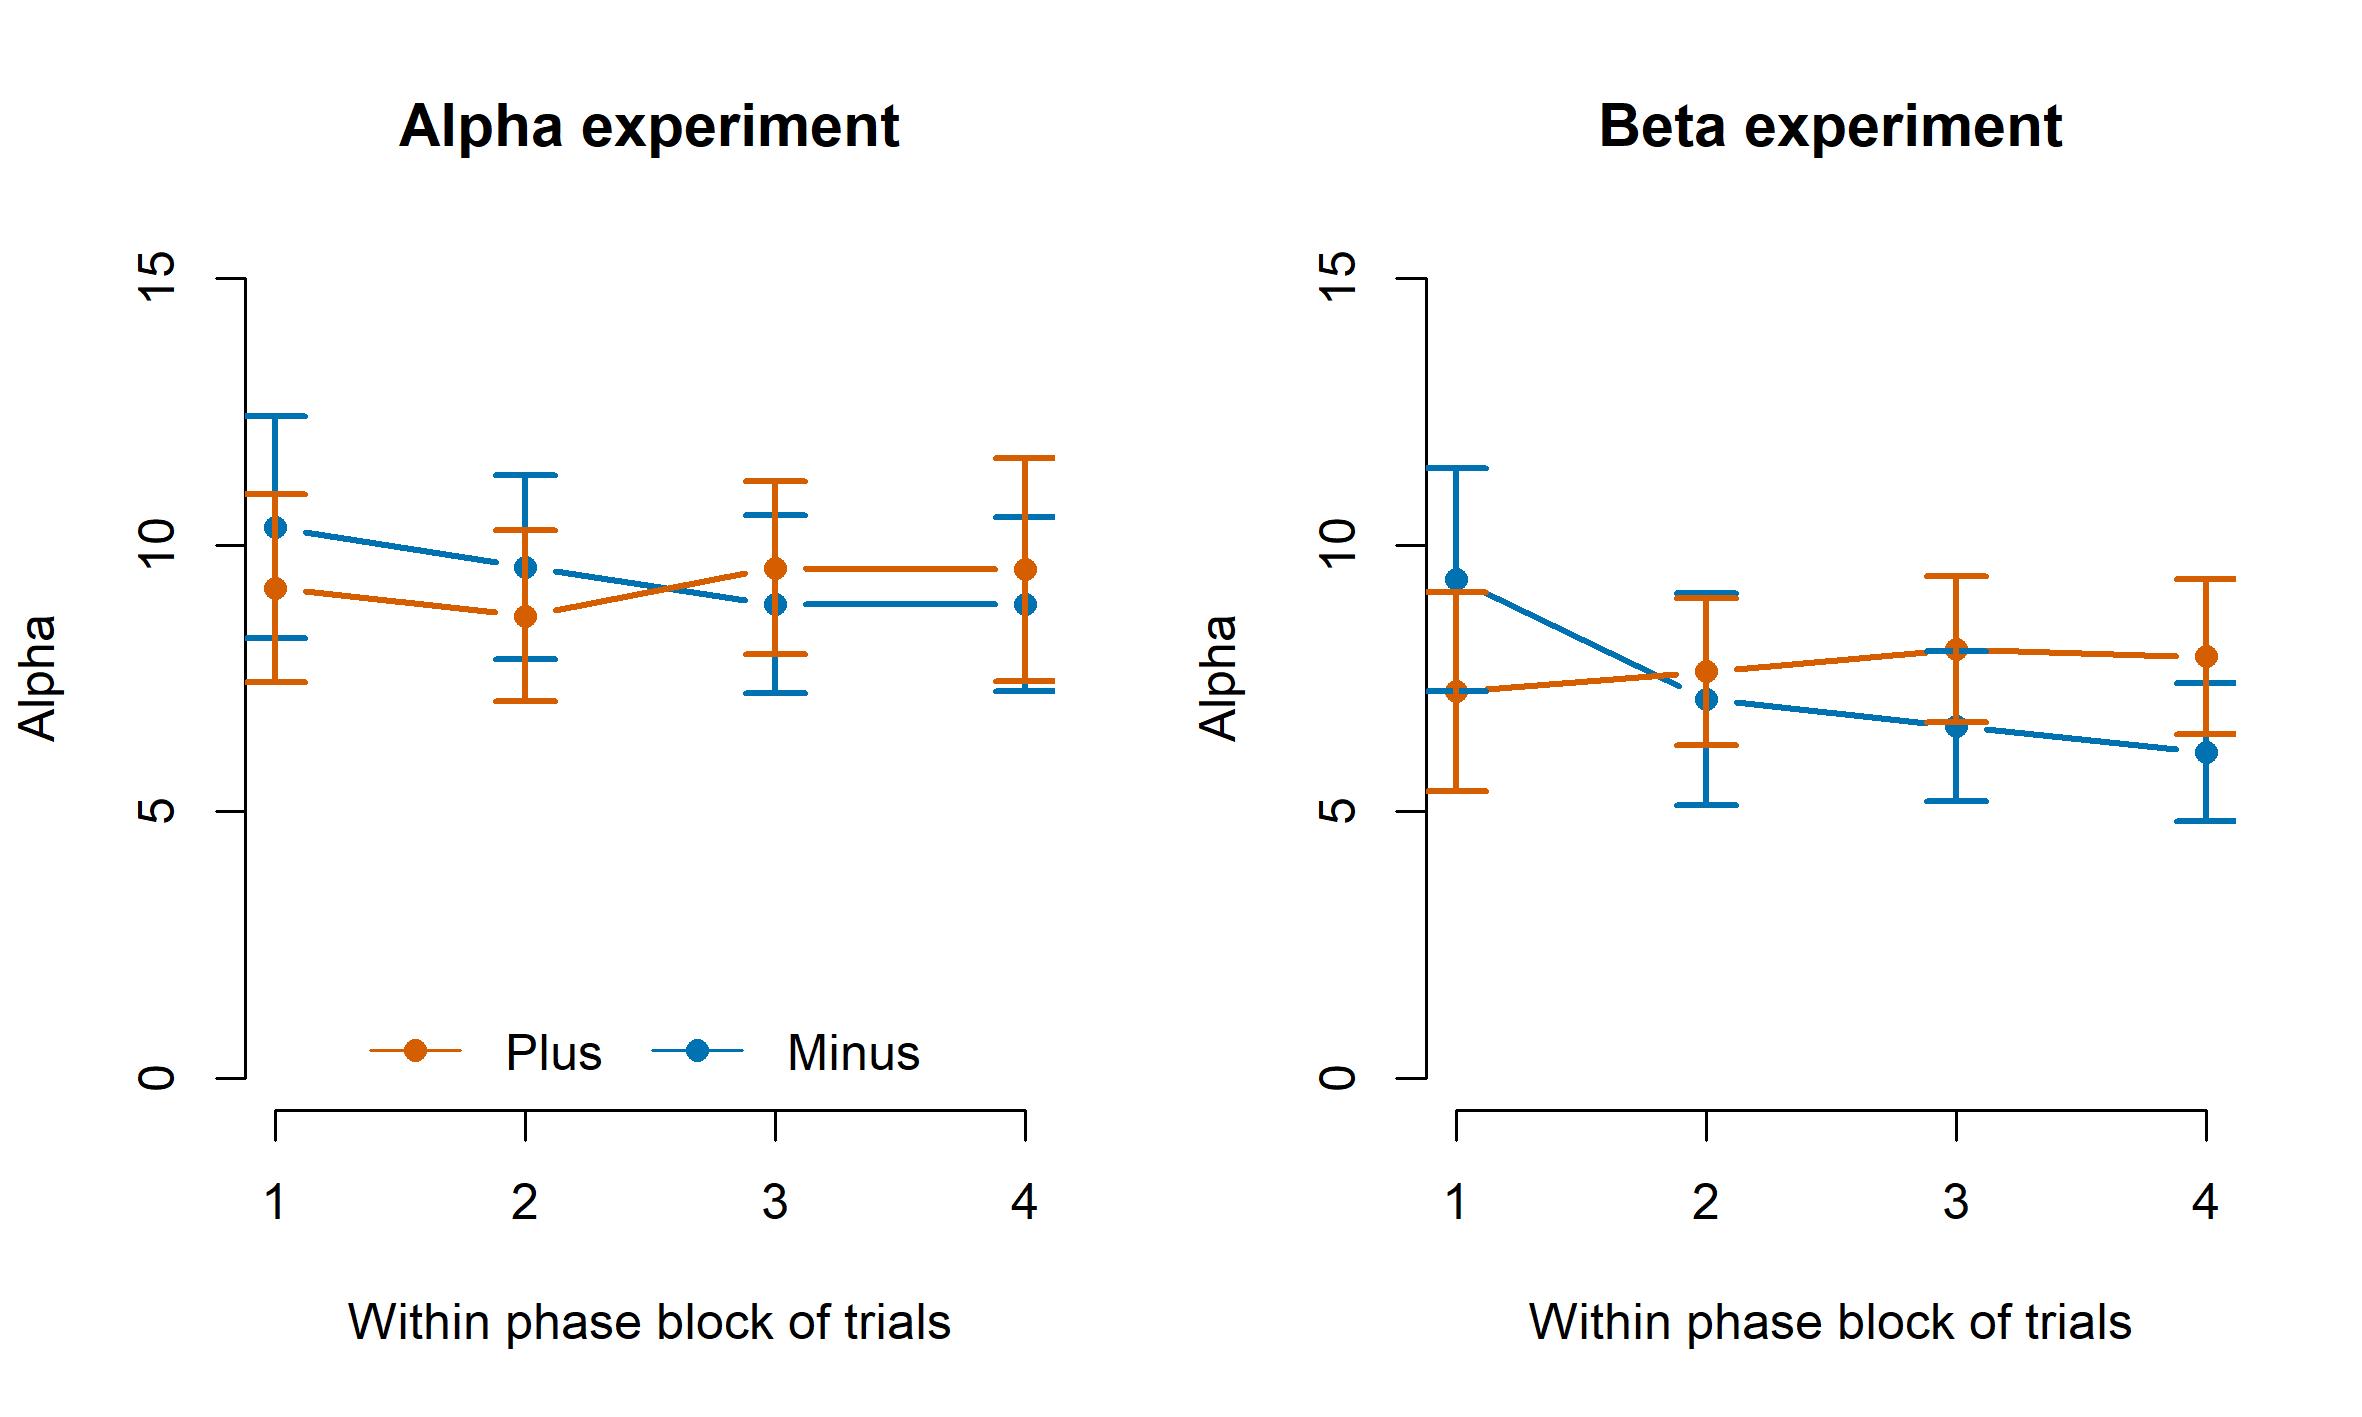 Alpha experiment
Alpha
15
10
5
0
Plus
Minus
1 2 3 4
Within phase block of trials
Beta experiment
Alpha
15
10
5
0
1 2 3 4
Within phase block of trials